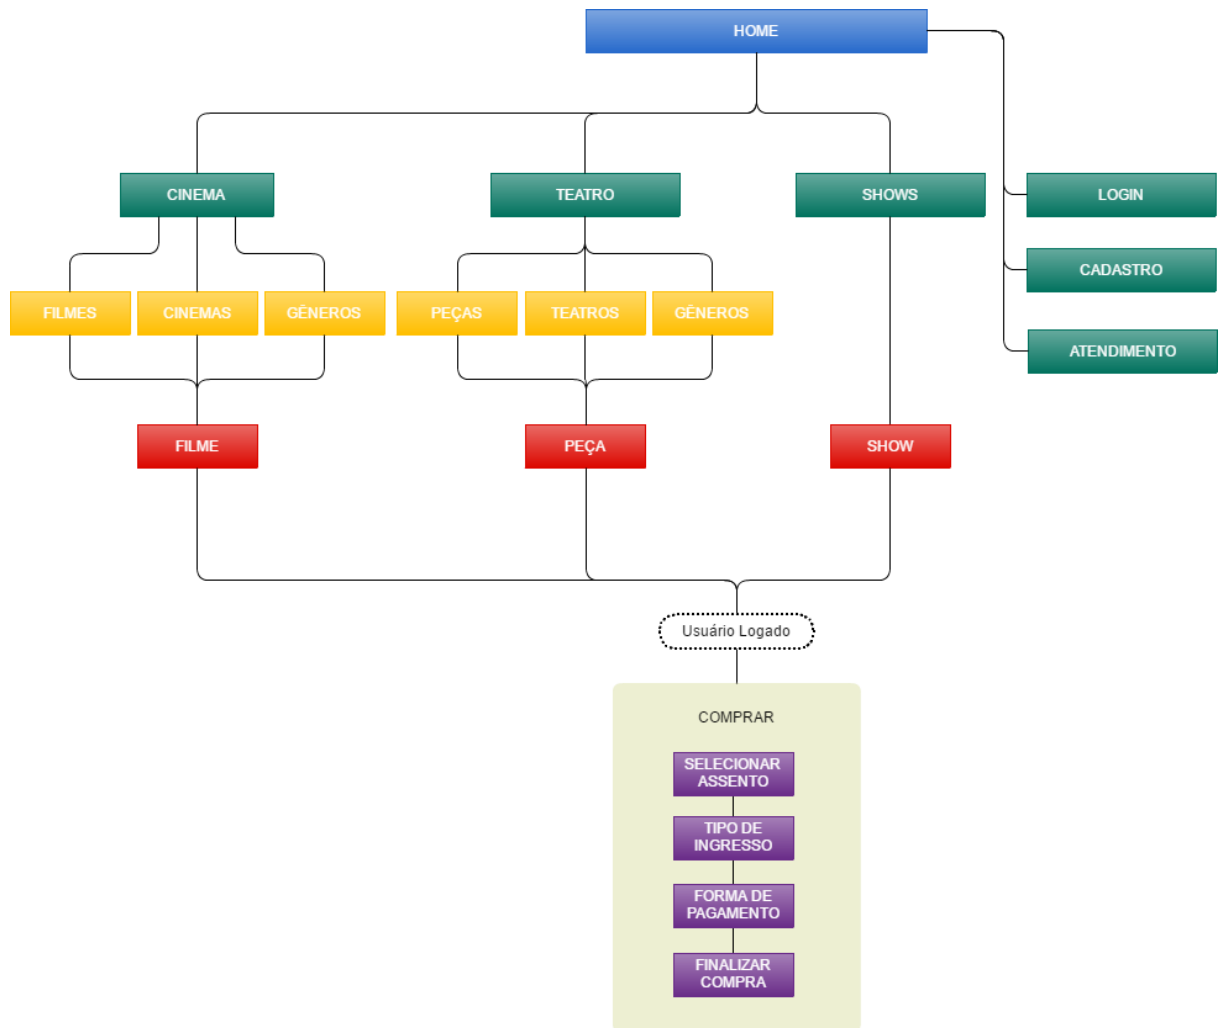 HOME
CINEMA
TEATRO
SHOWS
LOGIN
CADASTRO
ATENDIMENTO
FILMES
CINEMAS
GÊNEROS
PEÇAS
TEATROS
GÊNEROS
FILME
PEÇA
SHOW
Usuário Logado
COMPRAR
SELECIONAR
ASSENTO
TIPO DE
INGRESSO
FORMA DE
PAGAMENTO
FINALIZAR
COMPRA